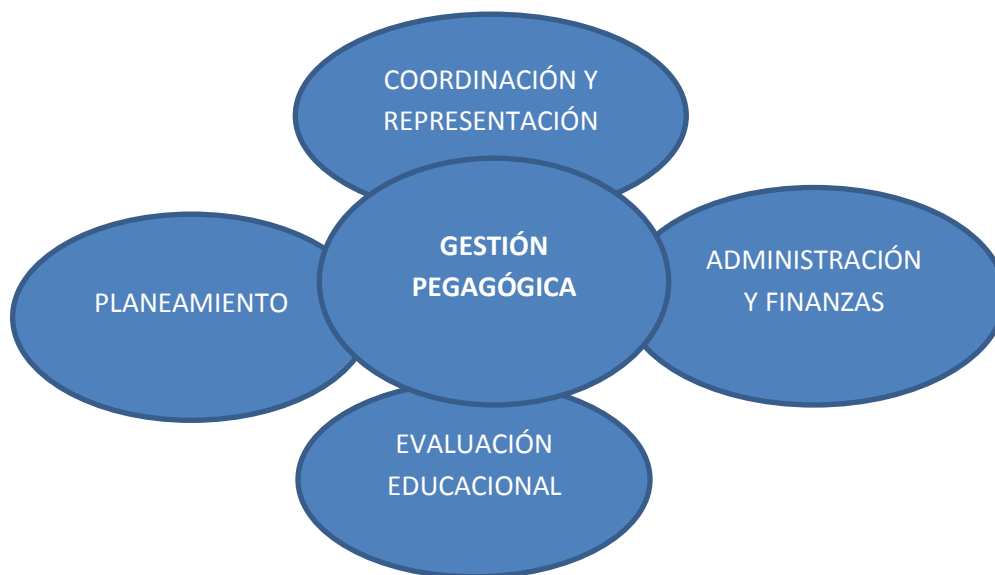 COORDINACIÓN Y
REPRESENTACIÓN
GESTIÓN
PEGAGÓGICA
ADMINISTRACIÓN
Y FINANZAS
PLANEAMIENTO
EVALUACIÓN
EDUCACIONAL